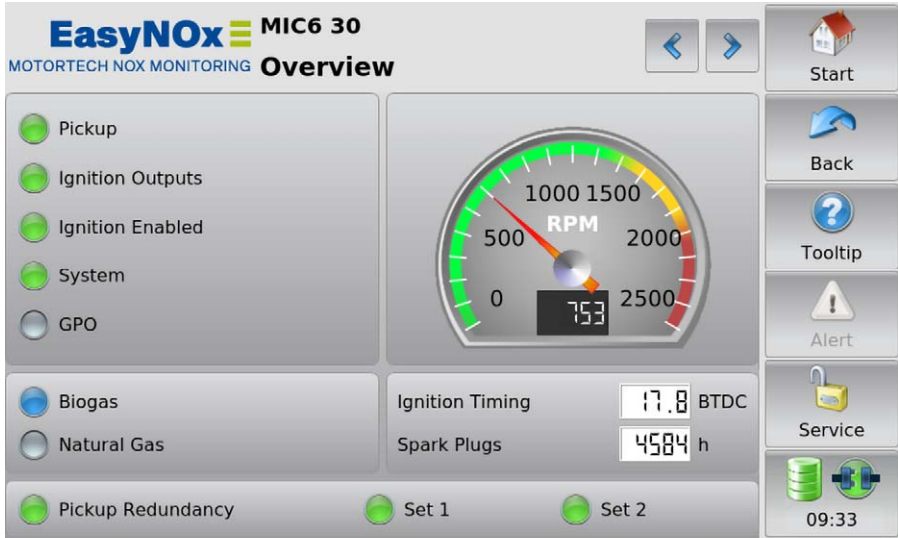 EasyNOx MIC6 30
MOTORTECH NOX MONITORING Overview
Start
Pickup
Ignition Outputs
Ignition Enabled
System
GPO
1000 1500
RPM
500 2000
0 753 2500
Back
Tooltip
Alert
Biogas
Natural Gas
Ignition Timing 17.8 BTDC
Spark Plugs 4584 h
Service
Pickup Redundancy Set 1 Set 2
09:33